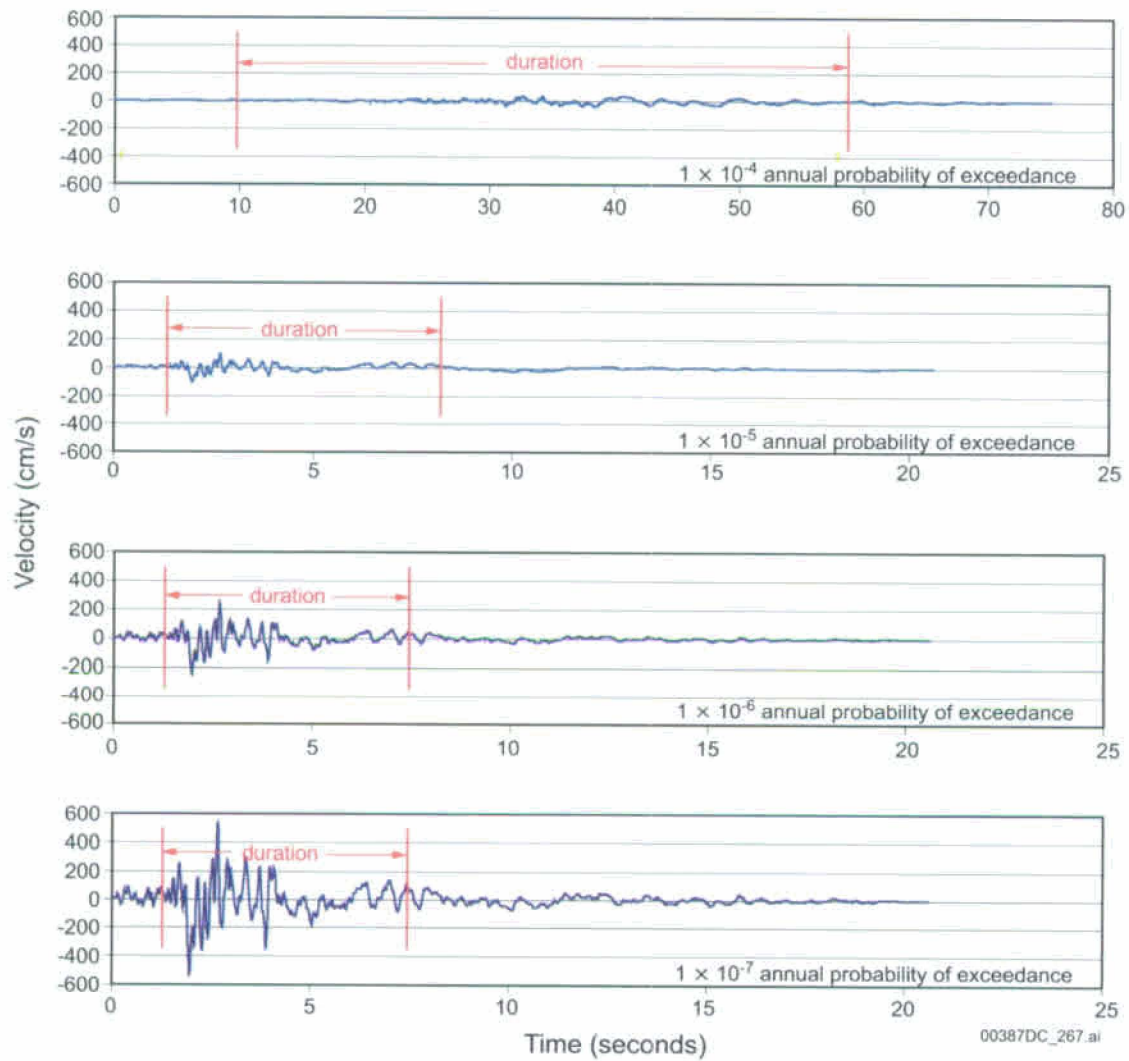 600
400
200
0
-200
-400
-600
duration
1 × 10-4 annual probability of exceedance
0 10 20 30 40 50 60 70 80
600
400
200
0
-200
-400
-600
duration
1 × 10-5 annual probability of exceedance
0 5 10 15 20 25
Velocity (cm/s)
600
400
200
0
-200
-400
-600
duration
1 × 10-6 annual probability of exceedance
0 5 10 15 20 25
600
400
200
0
-200
-400
-600
duration
1 × 10-7 annual probability of exceedance
0 5 10 15 20 25
Time (seconds)
00387DC_267.ai